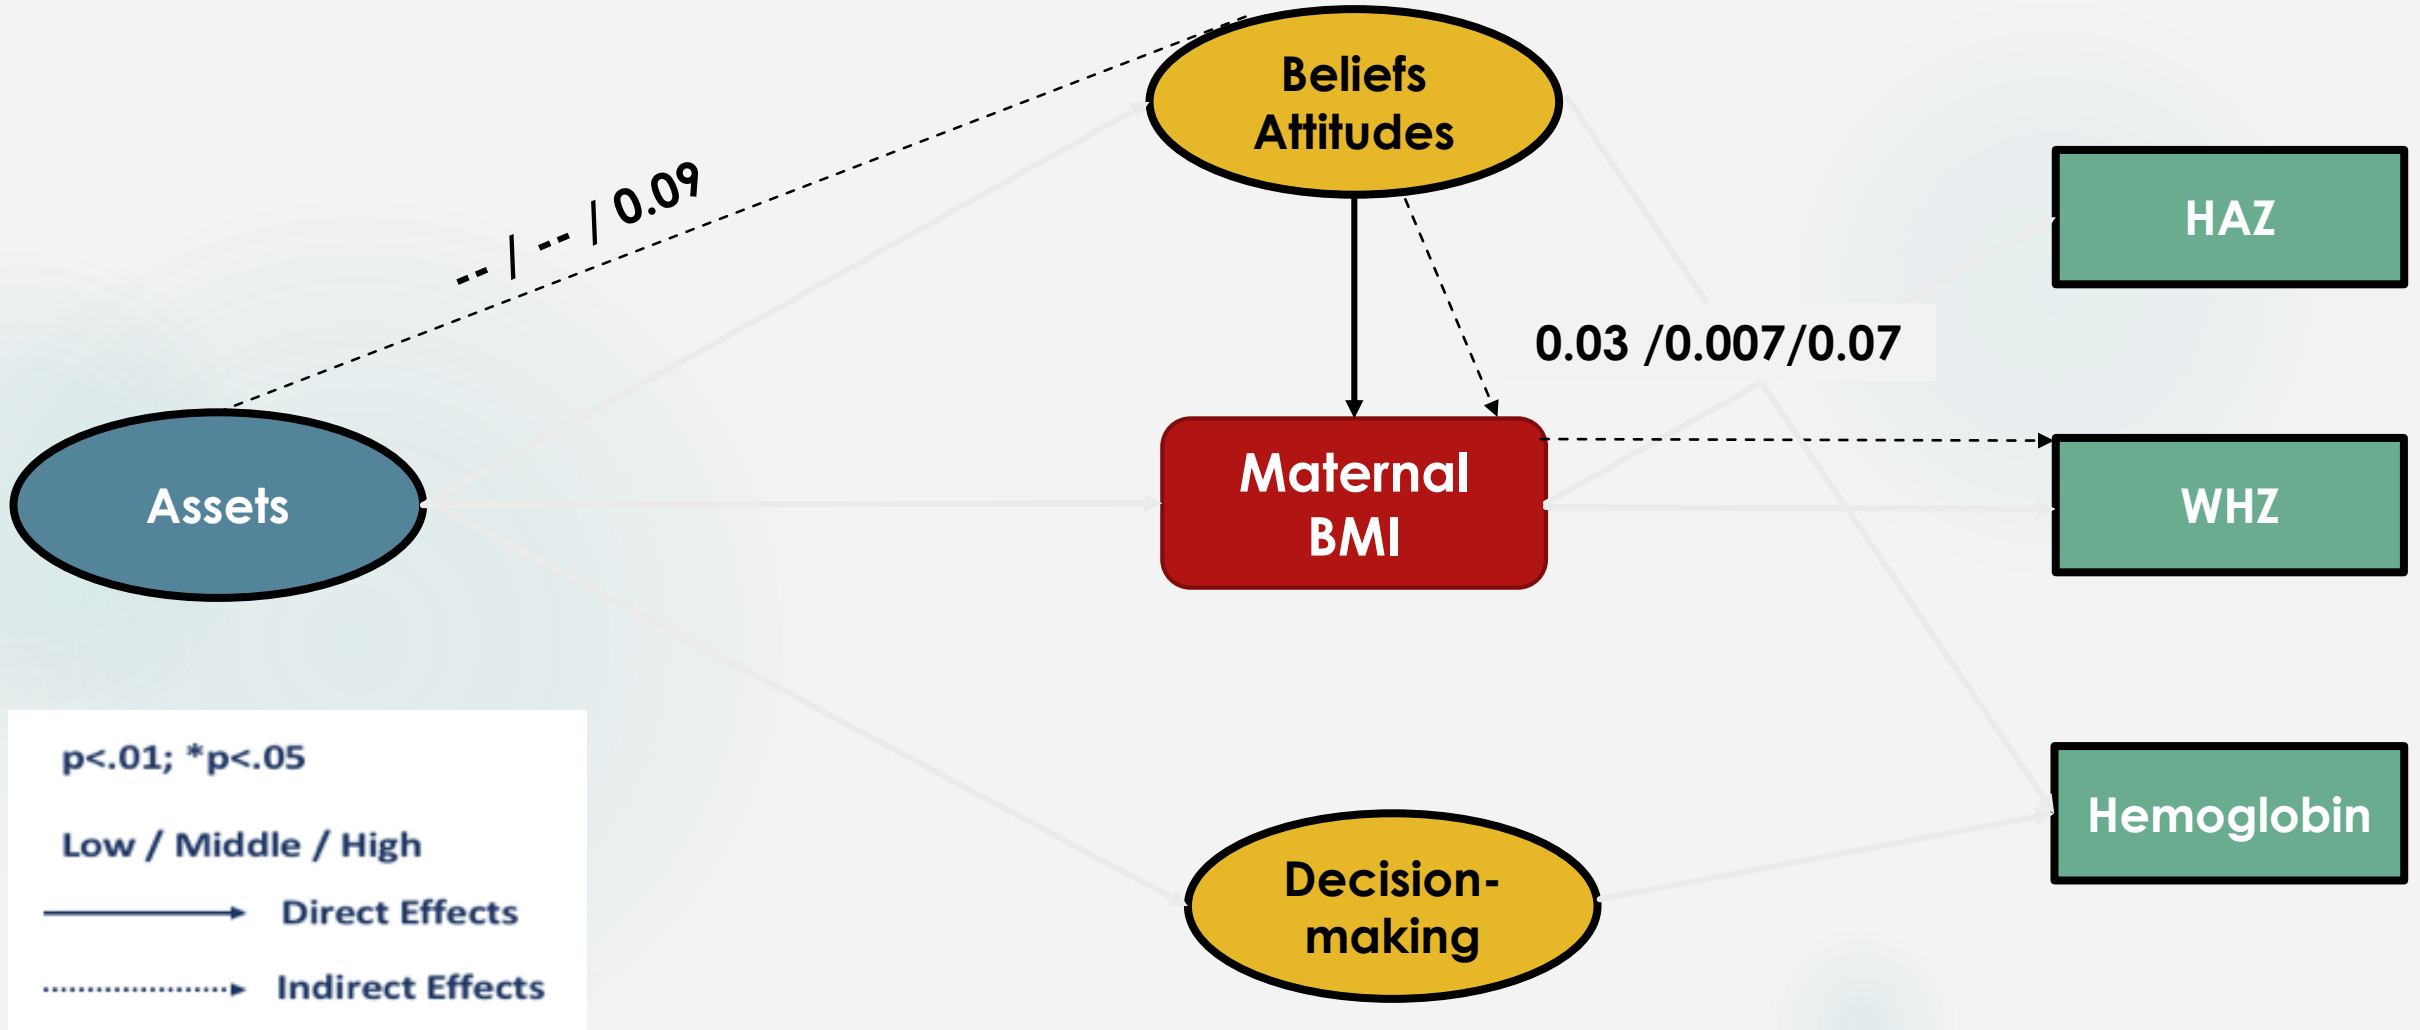 Beliefs
Attitudes
-- / -- / 0.09
HAZ
0.03 /0.007/0.07
Assets
Maternal
BMI
WHZ
p<.01; *p<.05
Low / Middle / High
Direct Effects
Indirect Effects
Decision-
making
Hemoglobin